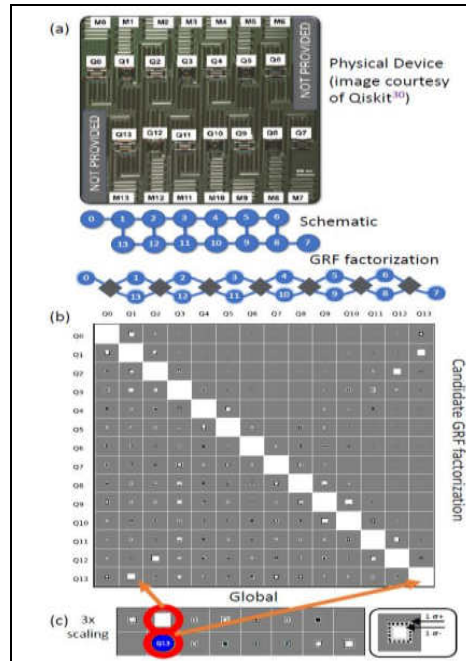 (a)
M0 M1 M2 M3 M4 M5 M6
Q0 Q1 Q2 Q3 Q4 Q5 Q6
NOT PROVIDED
Physical Device
(image courtesy
of Qiskit30)
NOT PROVIDED
Q13 Q12 Q11 Q10 Q9 Q8 Q7
M13 M12 M11 M10 M9 M8 M7
0 1 2 3 4 5 6
Schematic
13 12 11 10 9 8 7
GRF factorization
0 1 2 3 4 5 6
13 12 11 10 9 8 7
(b)
Q0 Q1 Q2 Q3 Q4 Q5 Q6 Q7 Q8 Q9 Q10 Q11 Q12 Q13
Q0
Q1
Q2
Q3
Q4
Q5
Q6
Q7
Q8
Q9
Q10
Q11
Q12
Q13
Candidate GRF factorization
Global
(c)
3x
scaling
Q13
1 σ+
1 σ-